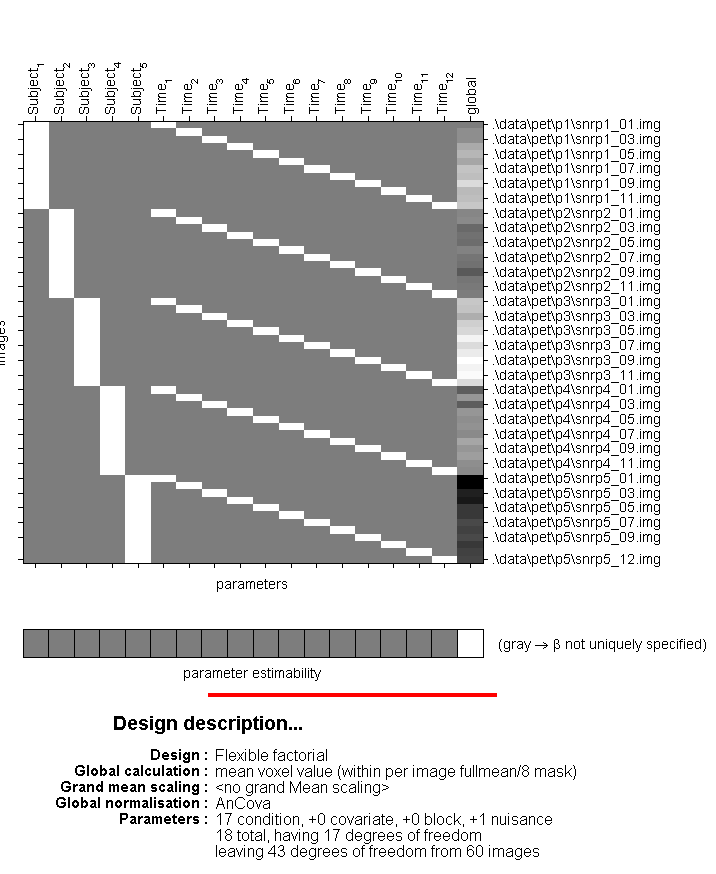 Subject1 Subject2 Subject3 Subject4 Subject5 Time1 Time2 Time3 Time4 Time5 Time6 Time7 Time8 Time9 Time10 Time11 Time12 global
.\data\pet\p1\snrp1_01.img
.\data\pet\p1\snrp1_03.img
.\data\pet\p1\snrp1_05.img
.\data\pet\p1\snrp1_07.img
.\data\pet\p1\snrp1_09.img
.\data\pet\p1\snrp1_11.img
.\data\pet\p2\snrp2_01.img
.\data\pet\p2\snrp2_03.img
.\data\pet\p2\snrp2_05.img
.\data\pet\p2\snrp2_07.img
.\data\pet\p2\snrp2_09.img
.\data\pet\p2\snrp2_11.img
.\data\pet\p3\snrp3_01.img
.\data\pet\p3\snrp3_03.img
.\data\pet\p3\snrp3_05.img
.\data\pet\p3\snrp3_07.img
.\data\pet\p3\snrp3_09.img
.\data\pet\p3\snrp3_11.img
.\data\pet\p4\snrp4_01.img
.\data\pet\p4\snrp4_03.img
.\data\pet\p4\snrp4_05.img
.\data\pet\p4\snrp4_07.img
.\data\pet\p4\snrp4_09.img
.\data\pet\p4\snrp4_11.img
.\data\pet\p5\snrp5_01.img
.\data\pet\p5\snrp5_03.img
.\data\pet\p5\snrp5_05.img
.\data\pet\p5\snrp5_07.img
.\data\pet\p5\snrp5_09.img
.\data\pet\p5\snrp5_12.img
images
parameters
(gray → β not uniquely specified)
parameter estimability
Design description...
Design : Flexible factorial
Global calculation : mean voxel value (within per image fullmean/8 mask)
Grand mean scaling : <no grand Mean scaling>
Global normalisation : AnCova
Parameters : 17 condition, +0 covariate, +0 block, +1 nuisance
18 total, having 17 degrees of freedom
leaving 43 degrees of freedom from 60 images